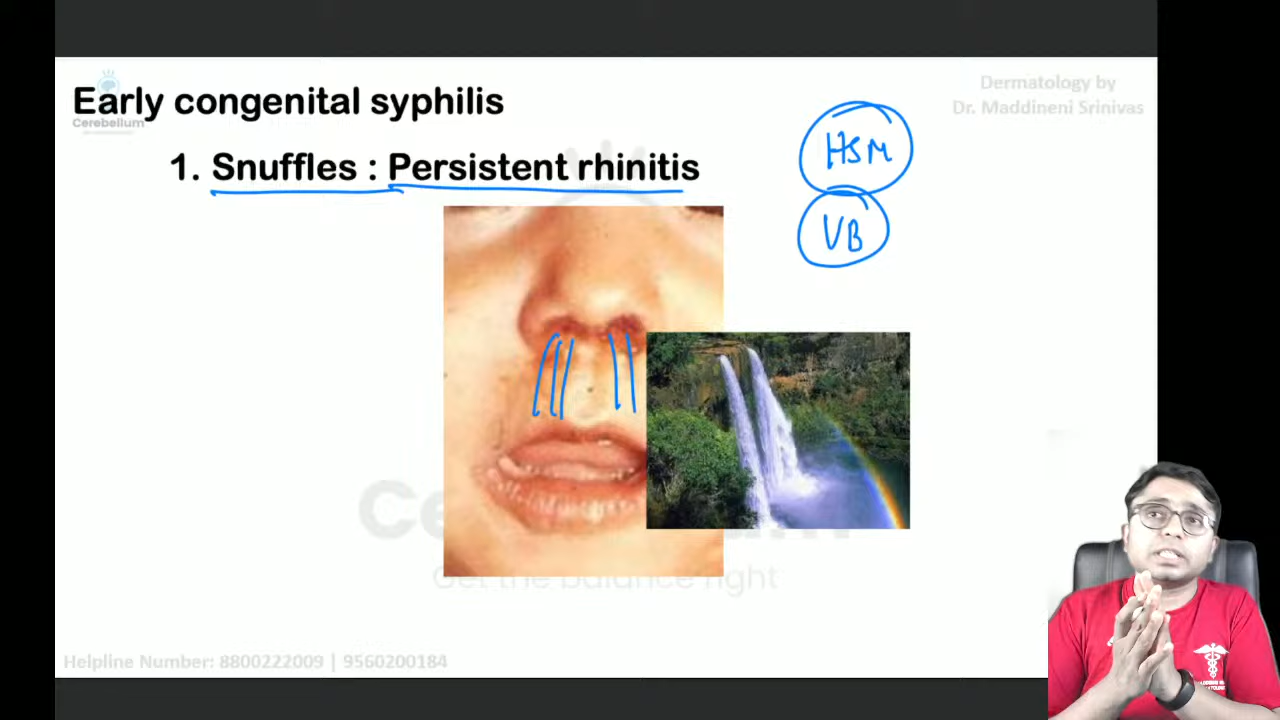 Early congenital syphilis
Cerebellum
Dermatology by
Dr. Maddineni Srinivas
1. Snuffles : Persistent rhinitis
HSM
VB
Get the balance right
Helpline Number: 8800222009 | 9560200184